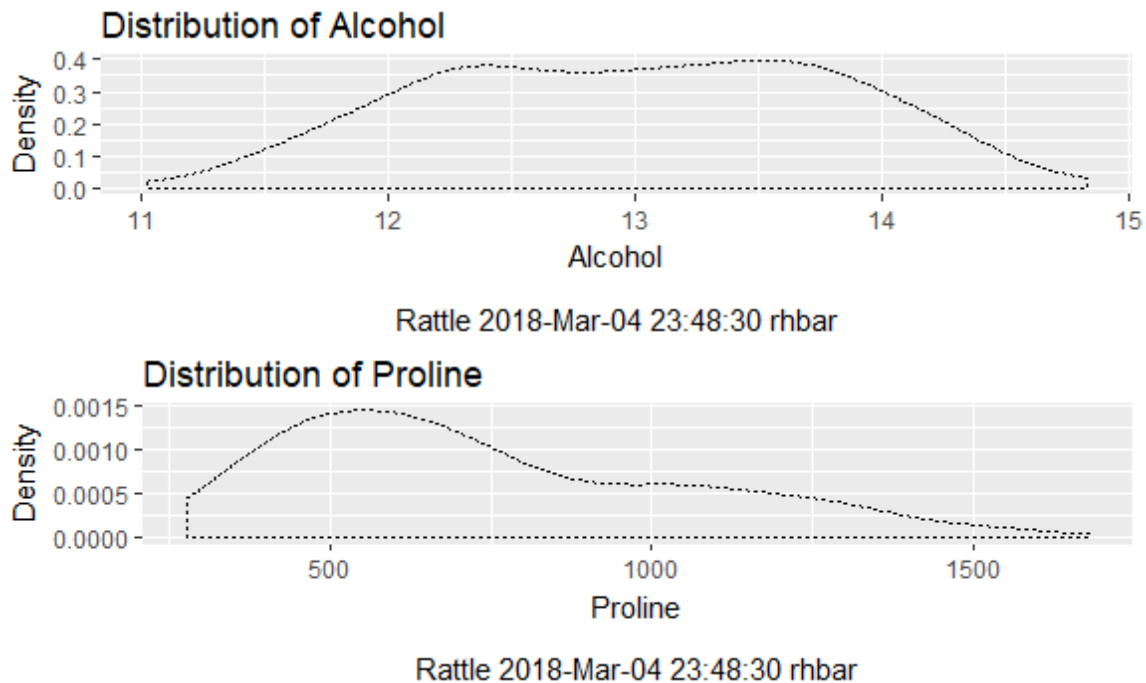 Distribution of Alcohol
0.4
0.3
0.2
0.1
0.0
Density
11 12 13 14 15
Alcohol
Rattle 2018-Mar-04 23:48:30 rhbar
Distribution of Proline
0.0015
0.0010
0.0005
0.0000
Density
500 1000 1500
Proline
Rattle 2018-Mar-04 23:48:30 rhbar